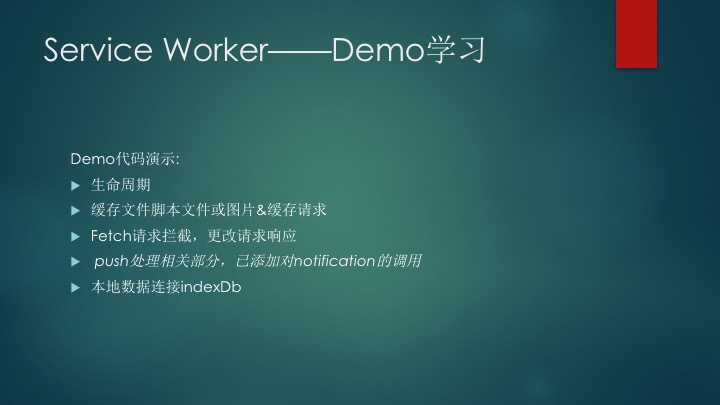 Service Worker——Demo学习
Demo代码演示:
生命周期
缓存文件脚本文件或图片&缓存请求
Fetch请求拦截，更改请求响应
push处理相关部分，已添加对notification的调用
本地数据连接indexDb